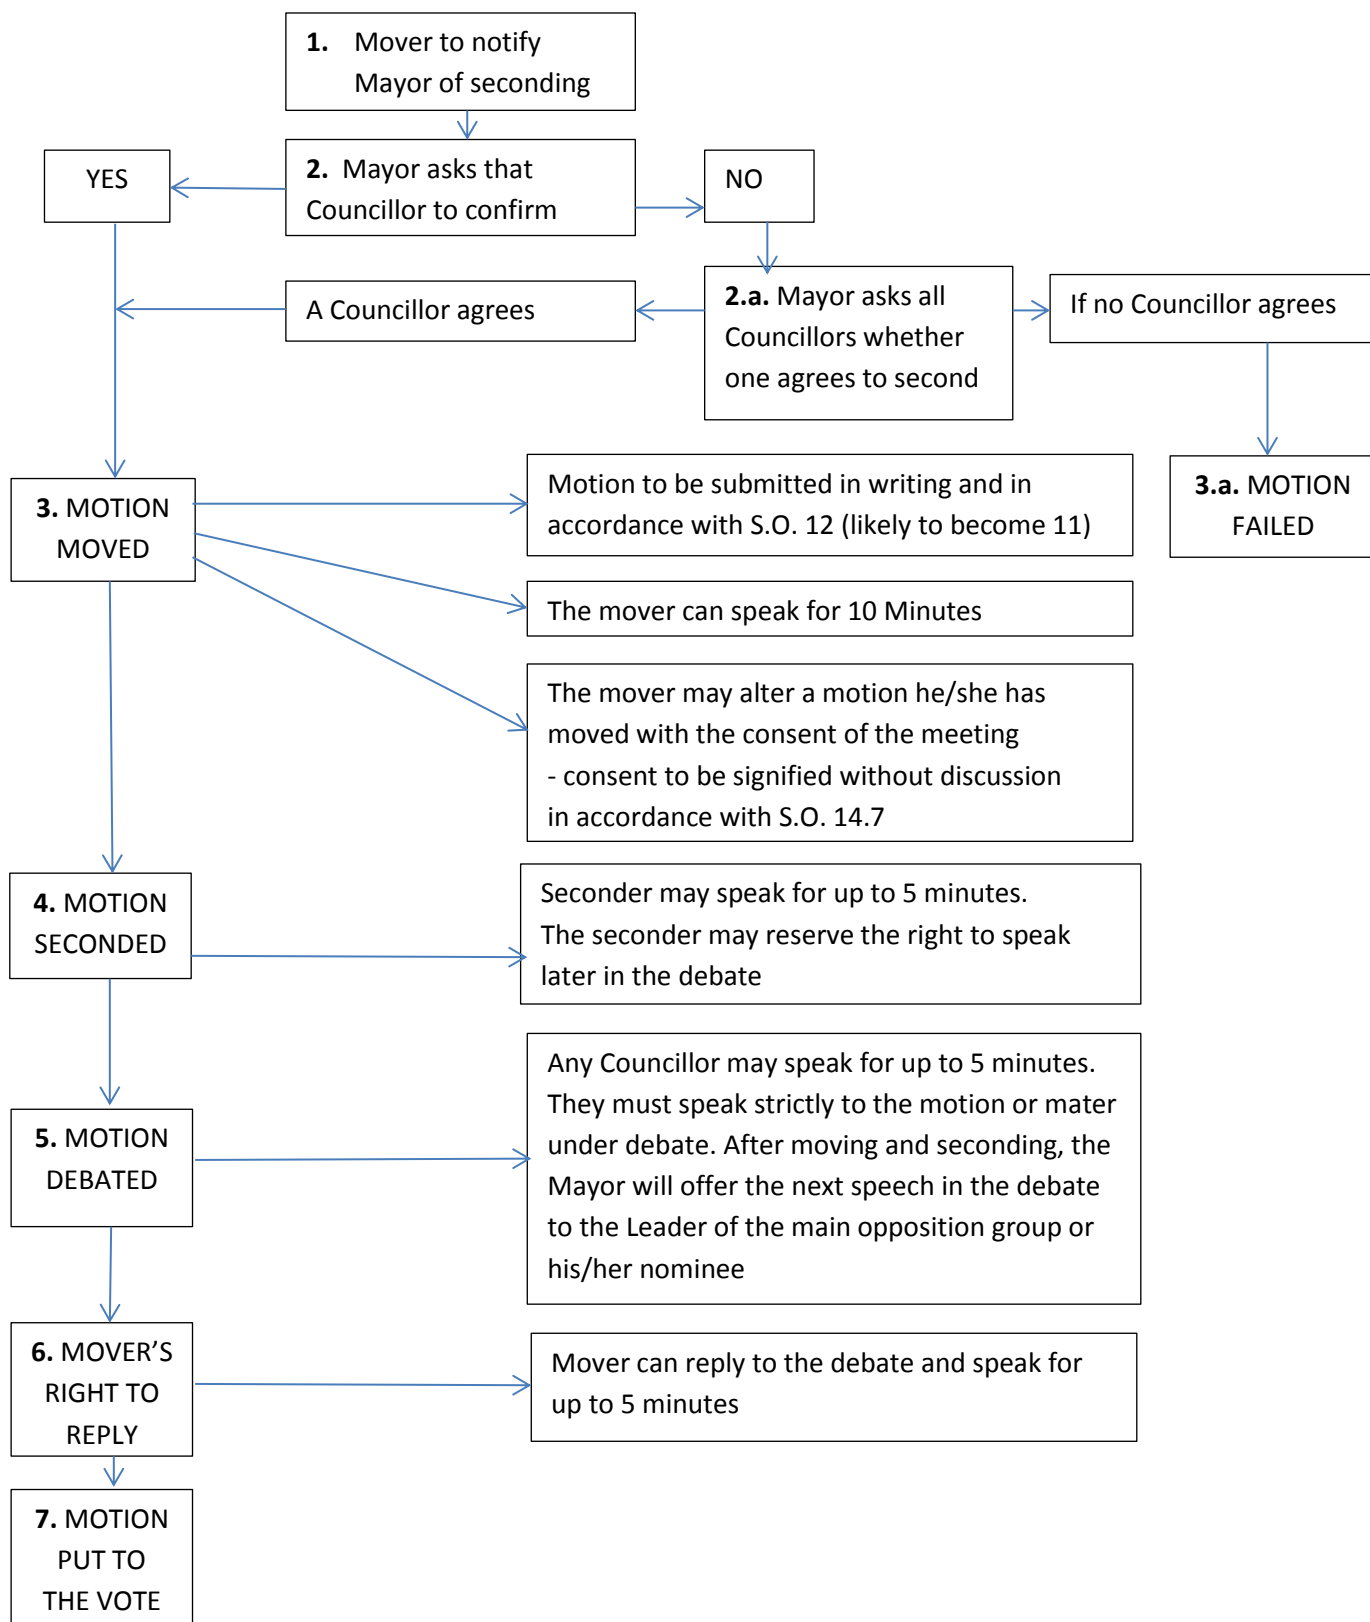 1. Mover to notify
Mayor of seconding
YES
2. Mayor asks that
Councillor to confirm
NO
A Councillor agrees
2.a. Mayor asks all
Councillors whether
one agrees to second
If no Councillor agrees
3. MOTION
MOVED
Motion to be submitted in writing and in
accordance with S.O. 12 (likely to become 11)
3.a. MOTION
FAILED
The mover can speak for 10 Minutes
The mover may alter a motion he/she has
moved with the consent of the meeting
- consent to be signified without discussion
in accordance with S.O. 14.7
4. MOTION
SECONDED
Seconder may speak for up to 5 minutes.
The seconder may reserve the right to speak
later in the debate
5. MOTION
DEBATED
Any Councillor may speak for up to 5 minutes.
They must speak strictly to the motion or mater
under debate. After moving and seconding, the
Mayor will offer the next speech in the debate
to the Leader of the main opposition group or
his/her nominee
6. MOVER’S
RIGHT TO
REPLY
Mover can reply to the debate and speak for
up to 5 minutes
7. MOTION
PUT TO
THE VOTE